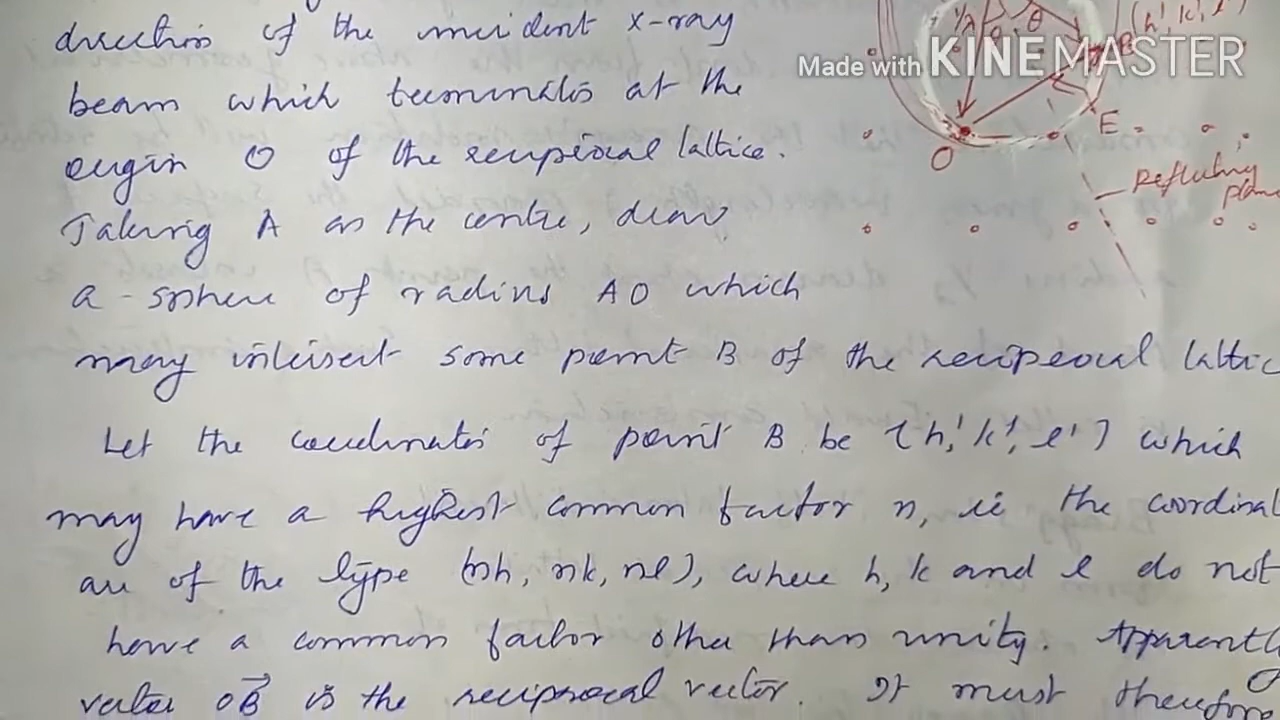 direction of the incident x-ray
beam which terminates at the
origin O of the reciprocal lattice.
Taking A as the centre, draw
a sphere of radius AO which
may intersect some point B of the reciprocal lattic
Let the coordinates of point B be (h', k', l') which
may have a highest common factor n, ie the coordinat
are of the type (nh, nk, nl), where h, k and l do not
have a common factor other than unity. Apparently
vector OB is the reciprocal vector. It must therefore
1/λ θ (h', k', l')
B
E
O
Reflecting
plane
Made with KINEMASTER